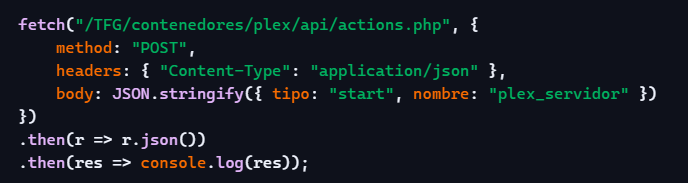 fetch("/TFG/contenedores/plex/api/actions.php", {
    method: "POST",
    headers: { "Content-Type": "application/json" },
    body: JSON.stringify({ tipo: "start", nombre: "plex_servidor" })
})
.then(r => r.json())
.then(res => console.log(res));